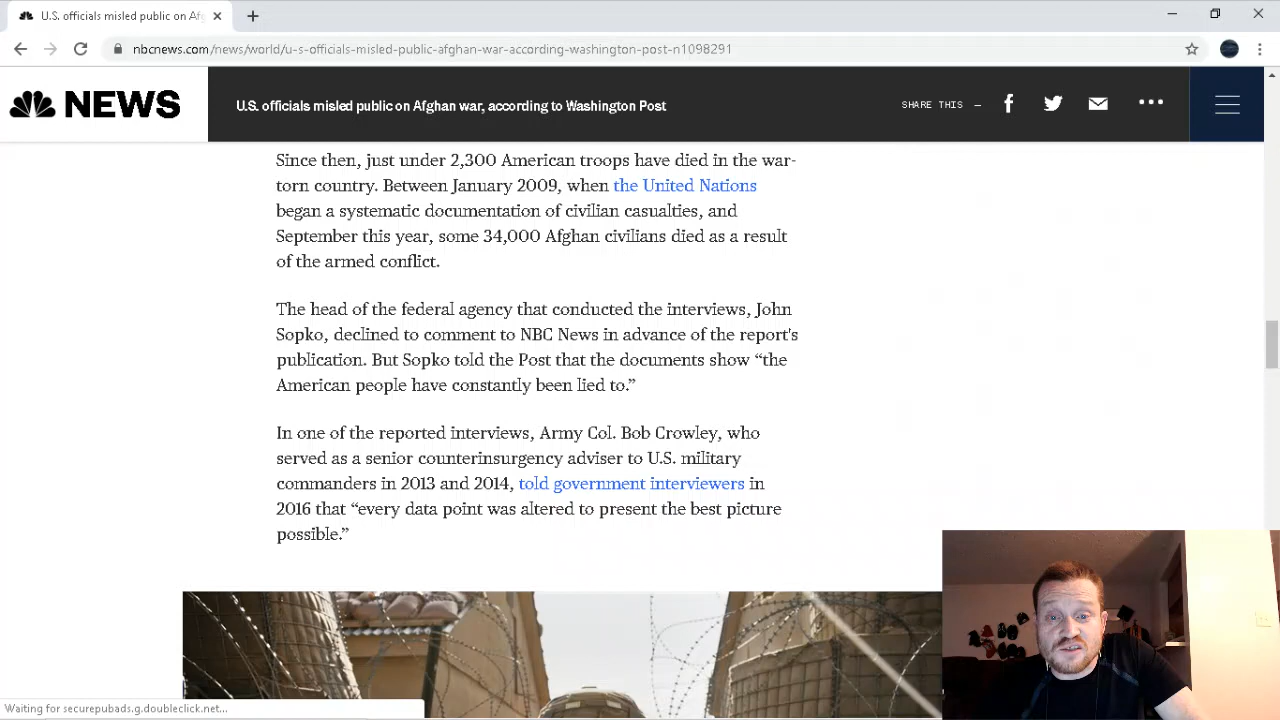 U.S. officials misled public on Af
nbcnews.com/news/world/u-s-officials-misled-public-afghan-war-according-washington-post-n1098291
NEWS
U.S. officials misled public on Afghan war, according to Washington Post
SHARE THIS —
Since then, just under 2,300 American troops have died in the war-
torn country. Between January 2009, when the United Nations
began a systematic documentation of civilian casualties, and
September this year, some 34,000 Afghan civilians died as a result
of the armed conflict.
The head of the federal agency that conducted the interviews, John
Sopko, declined to comment to NBC News in advance of the report's
publication. But Sopko told the Post that the documents show “the
American people have constantly been lied to.”
In one of the reported interviews, Army Col. Bob Crowley, who
served as a senior counterinsurgency adviser to U.S. military
commanders in 2013 and 2014, told government interviewers in
2016 that “every data point was altered to present the best picture
possible.”
Waiting for securepubads.g.doubleclick.net...